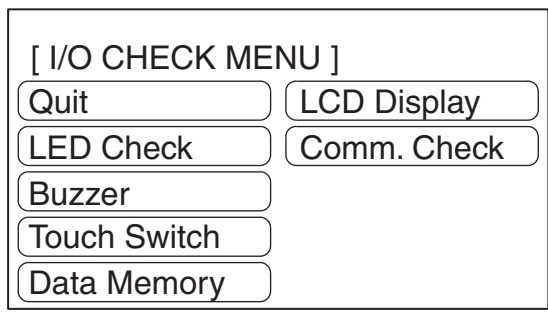 [ I/O CHECK MENU ]
Quit
LCD Display
LED Check
Comm. Check
Buzzer
Touch Switch
Data Memory